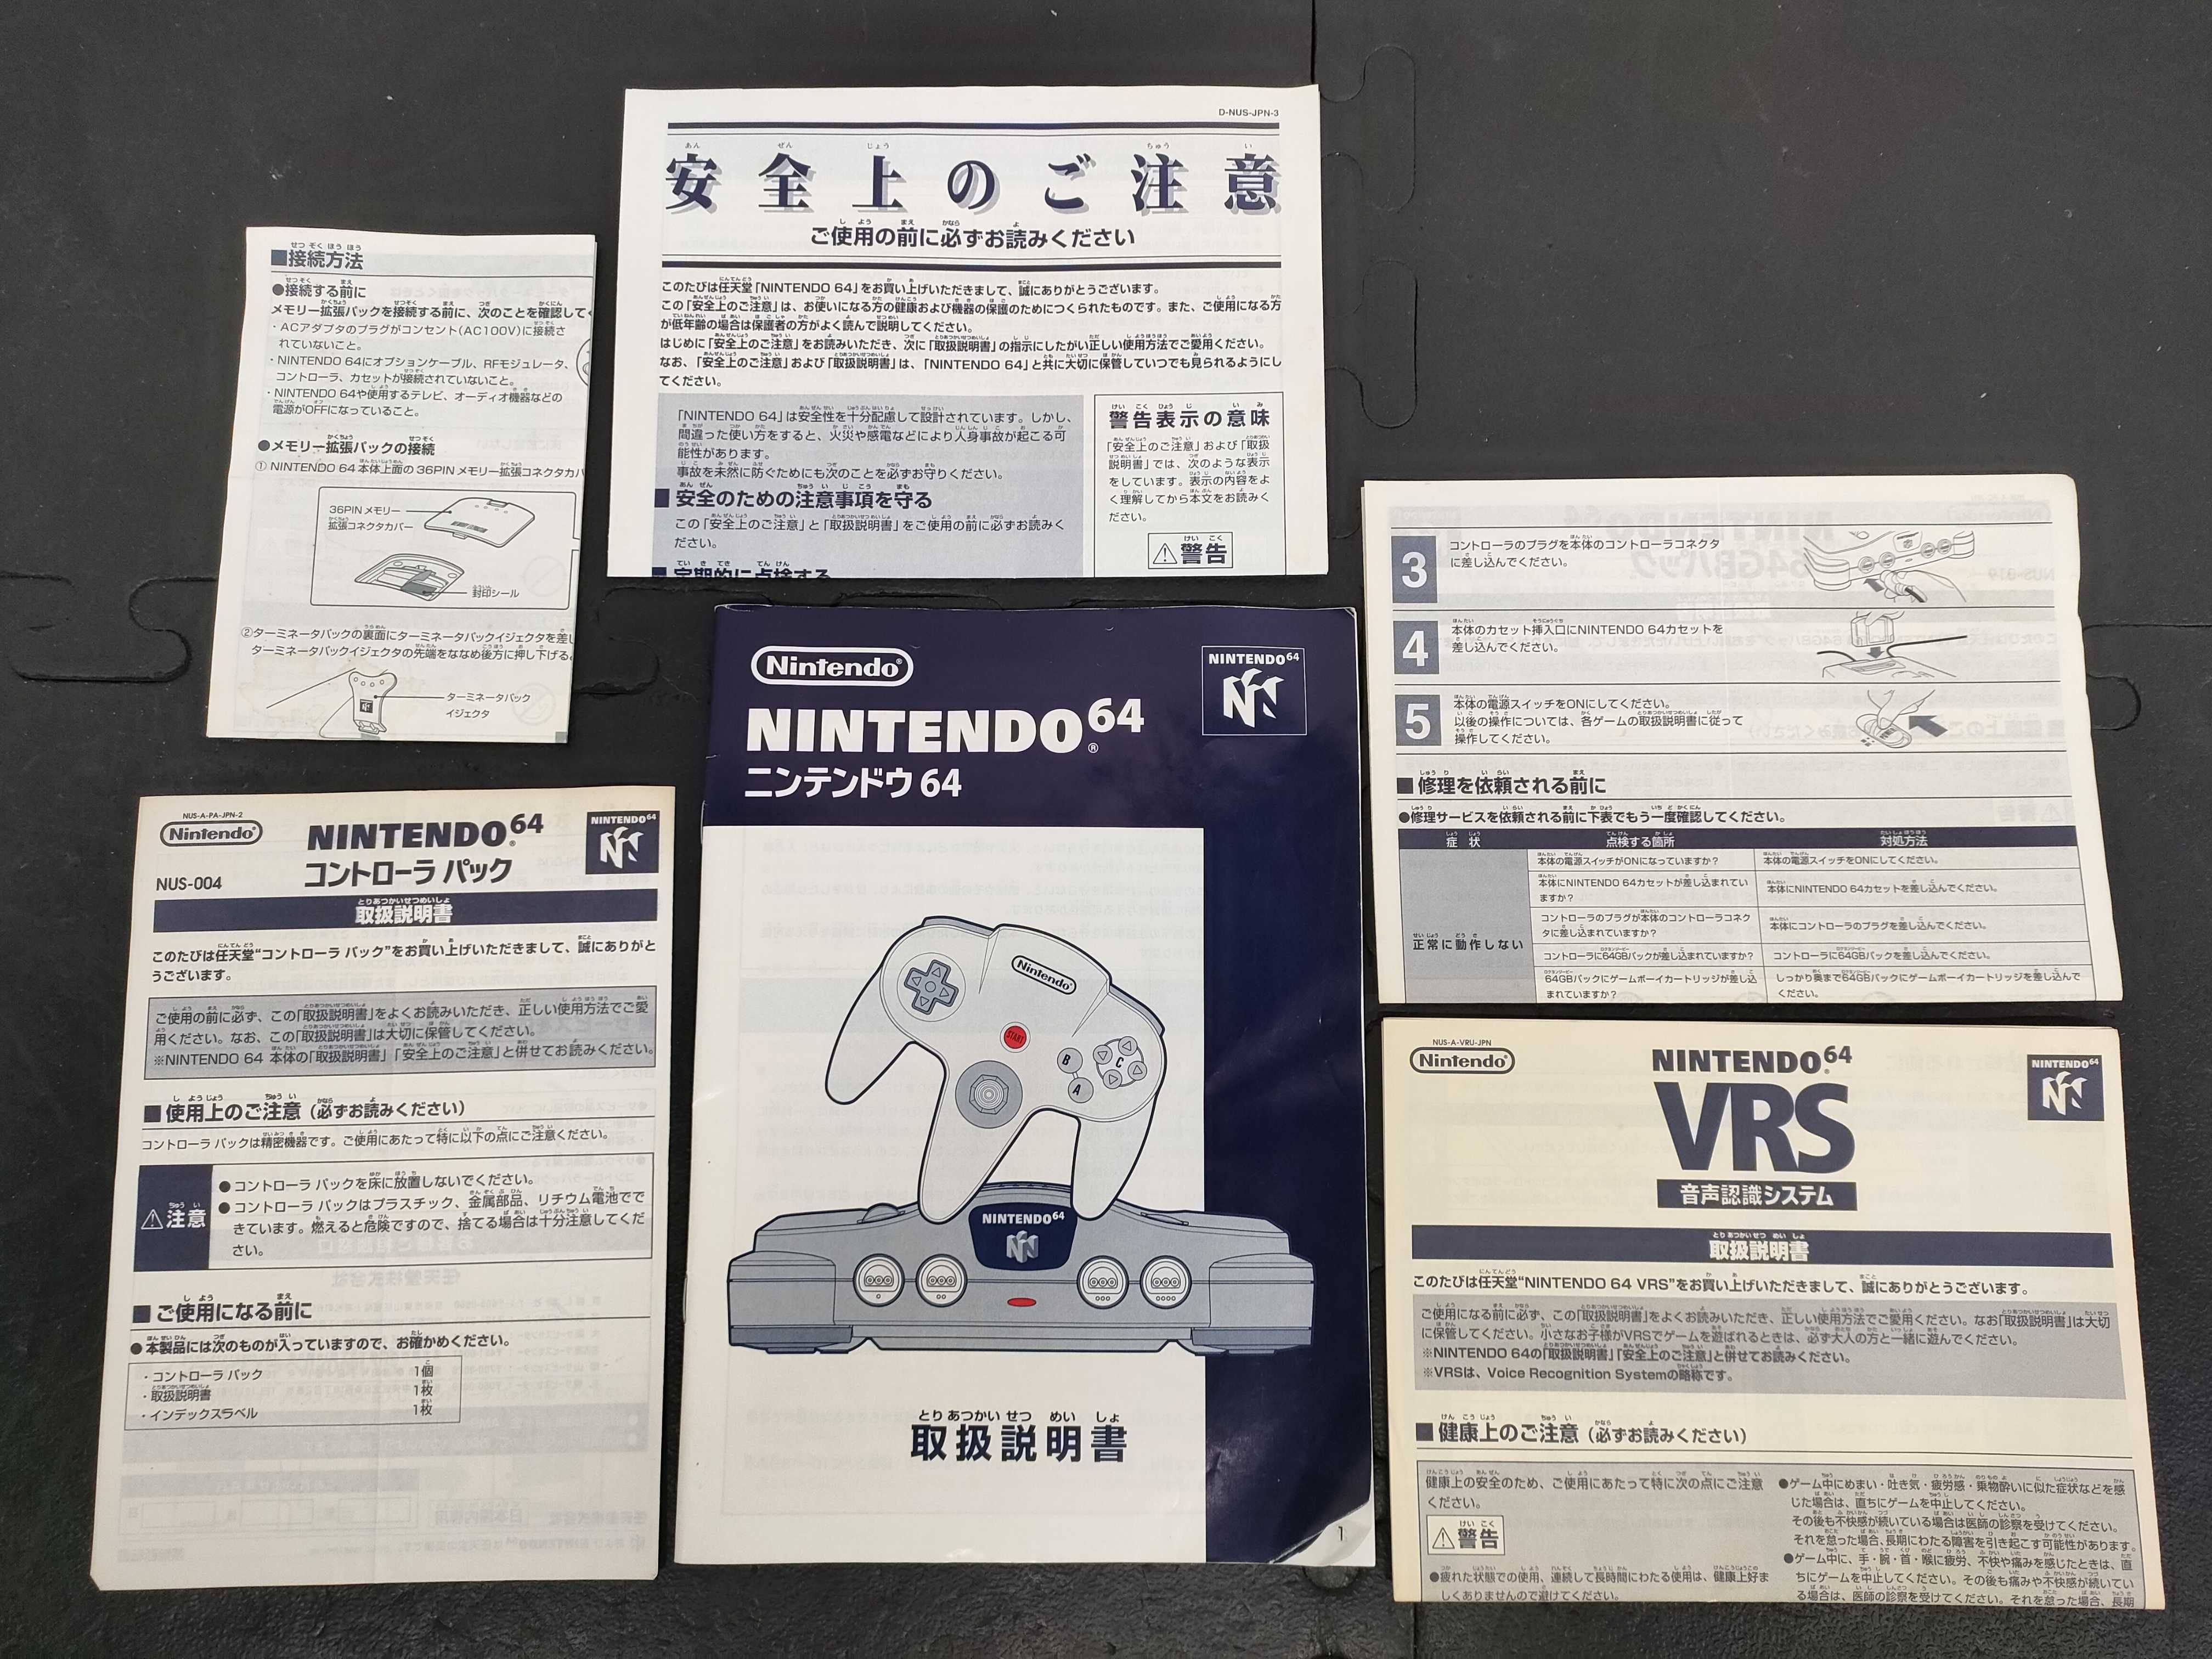 D-NUS-JPN-3
安全上のご注意
ご使用の前に必ずお読みください
このたびは任天堂「NINTENDO 64」をお買い上げいただきまして、誠にありがとうございます。
この「安全上のご注意」は、お使いになる方の健康および機器の保護のためにつくられたものです。また、ご使用になる方
が低年齢の場合は保護者の方がよく読んで説明してください。
はじめに「安全上のご注意」をお読みいただき、次に「取扱説明書」の指示にしたがい正しい使用方法でご愛用ください。
なお、「安全上のご注意」および「取扱説明書」は、「NINTENDO 64」と共に大切に保管していつでも見られるようにし
てください。
「NINTENDO 64」は安全性を十分配慮して設計されています。しかし、
間違った使い方をすると、火災や感電などにより人身事故が起こる可
能性があります。
事故を未然に防ぐためにも次のことを必ずお守りください。
■ 安全のための注意事項を守る
この「安全上のご注意」と「取扱説明書」をご使用の前に必ずお読みく
ださい。
■ 定期的に点検する
警告表示の意味
「安全上のご注意」および「取扱
説明書」では、次のような表示
をしています。表示の内容をよ
く理解してから本文をお読みく
ださい。
⚠警告
■接続方法
●接続する前に
メモリー拡張パックを接続する前に、次のことを確認して
・ACアダプタのプラグがコンセント(AC100V)に接続さ
れていないこと。
・NINTENDO 64にオプションケーブル、RFモジュレータ、
コントローラ、カセットが接続されていないこと。
・NINTENDO 64や使用するテレビ、オーディオ機器などの
電源がOFFになっていること。
●メモリー拡張パックの接続
① NINTENDO 64 本体上面の 36PIN メモリー拡張コネクタカバ
36PIN メモリー
拡張コネクタカバー
封印シール
②ターミネータパックの裏面にターミネータパックイジェクタを差し
ターミネータパックイジェクタの先端をななめ後方に押し下げる
ターミネータパック
イジェクタ
3
コントローラのプラグを本体のコントローラコネクタ
に差し込んでください。
4
本体のカセット挿入口にNINTENDO 64カセットを
差し込んでください。
5
本体の電源スイッチをONにしてください。
以後の操作については、各ゲームの取扱説明書に従って
操作してください。
■ 修理を依頼される前に
●修理サービスを依頼される前に下表でもう一度確認してください。
症状 点検する箇所 対処方法
正常に動作しない
本体の電源スイッチがONになっていますか？ 本体の電源スイッチをONにしてください。
本体にNINTENDO 64カセットが差し込まれてい
ますか？
本体にNINTENDO 64カセットを差し込んでください。
コントローラのプラグが本体のコントローラコネク
タに差し込まれていますか？
本体にコントローラのプラグを差し込んでください。
コントローラに64GBパックが差し込まれていますか？ コントローラに64GBパックを差し込んでください。
64GBパックにゲームボーイカートリッジが差し込
まれていますか？
しっかり奥まで64GBパックにゲームボーイカートリッジを差し込んで
ください。
Nintendo®
NINTENDO64®
ニンテンドウ64
NINTENDO64
Nintendo
START
B
A
C
NINTENDO64
取扱説明書
1
NUS-A-PA-JPN-2
Nintendo®
NINTENDO64®
コントローラ パック
NINTENDO64
NUS-004
取扱説明書
このたびは任天堂“コントローラ パック”をお買い上げいただきまして、誠にありがと
うございます。
ご使用の前に必ず、この「取扱説明書」をよくお読みいただき、正しい使用方法でご愛
用ください。なお、この「取扱説明書」は大切に保管してください。
※NINTENDO 64 本体の「取扱説明書」「安全上のご注意」と併せてお読みください。
■ 使用上のご注意（必ずお読みください）
コントローラ パックは精密機器です。ご使用にあたって特に以下の点にご注意ください。
⚠注意
● コントローラ パックを床に放置しないでください。
● コントローラ パックはプラスチック、金属部品、リチウム電池でで
きています。燃えると危険ですので、捨てる場合は十分注意してくだ
さい。
■ ご使用になる前に
● 本製品には次のものが入っていますので、お確かめください。
・コントローラ パック 1個
・取扱説明書 1枚
・インデックスラベル 1枚
NUS-A-VRU-JPN
Nintendo®
NINTENDO64®
VRS
音声認識システム
NINTENDO64
取扱説明書
このたびは任天堂“NINTENDO 64 VRS”をお買い上げいただきまして、誠にありがとうございます。
ご使用になる前に必ず、この「取扱説明書」をよくお読みいただき、正しい使用方法でご愛用ください。なお「取扱説明書」は大切
に保管してください。小さなお子様がVRSでゲームを遊ばれるときは、必ず大人の方と一緒に遊んでください。
※NINTENDO 64の「取扱説明書」「安全上のご注意」と併せてお読みください。
※VRSは、Voice Recognition Systemの略称です。
■ 健康上のご注意（必ずお読みください）
健康上の安全のため、ご使用にあたって特に次の点にご注意
ください。
⚠警告
●疲れた状態での使用、連続して長時間にわたる使用は、健康上好ま
しくありませんので避けてください。
●ゲーム中にめまい・吐き気・疲労感・乗物酔いに似た症状などを感
じた場合は、直ちにゲームを中止してください。
その後も不快感が続いている場合は医師の診察を受けてください。
それを怠った場合、長期にわたる障害を引き起こす可能性があります。
●ゲーム中に、手・腕・首・喉に疲労、不快や痛みを感じたときは、直
ちにゲームを中止してください。その後も痛みや不快感が続いてい
る場合は、医師の診察を受けてください。それを怠った場合、長期